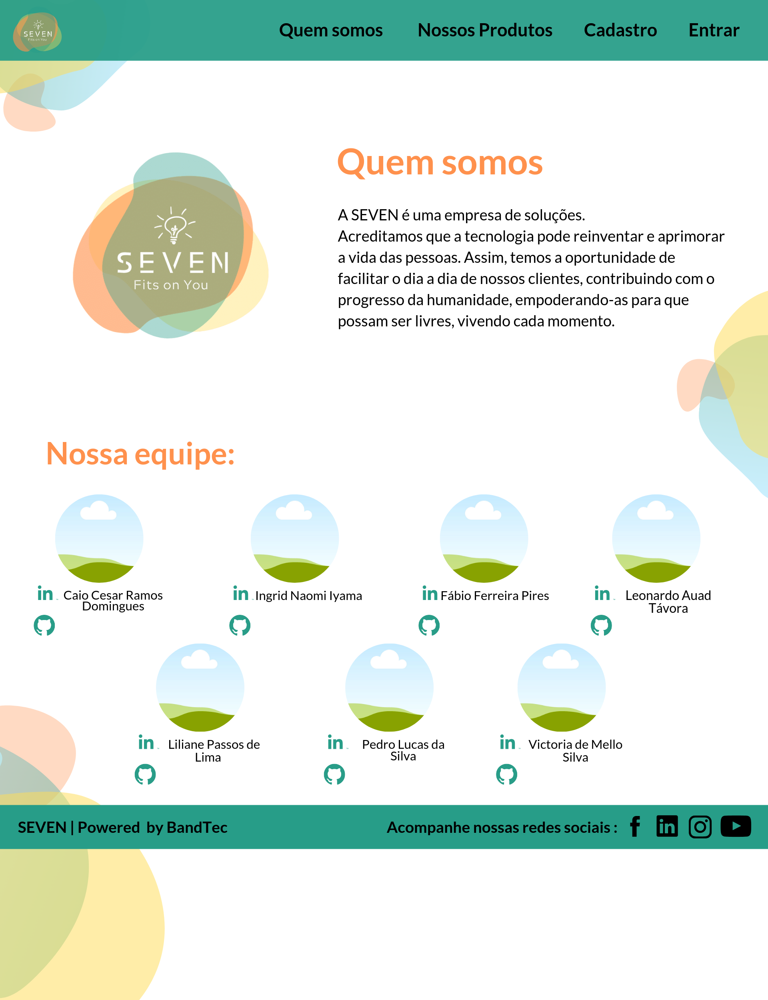 SEVEN
Fits on You
Quem somos Nossos Produtos Cadastro Entrar
Quem somos
SEVEN
Fits on You
A SEVEN é uma empresa de soluções.
Acreditamos que a tecnologia pode reinventar e aprimorar
a vida das pessoas. Assim, temos a oportunidade de
facilitar o dia a dia de nossos clientes, contribuindo com o
progresso da humanidade, empoderando-as para que
possam ser livres, vivendo cada momento.
Nossa equipe:
in Caio Cesar Ramos
Domingues
in Ingrid Naomi Iyama
in Fábio Ferreira Pires
in Leonardo Auad
Távora
in Liliane Passos de
Lima
in Pedro Lucas da
Silva
in Victoria de Mello
Silva
SEVEN | Powered  by BandTec
Acompanhe nossas redes sociais : f in